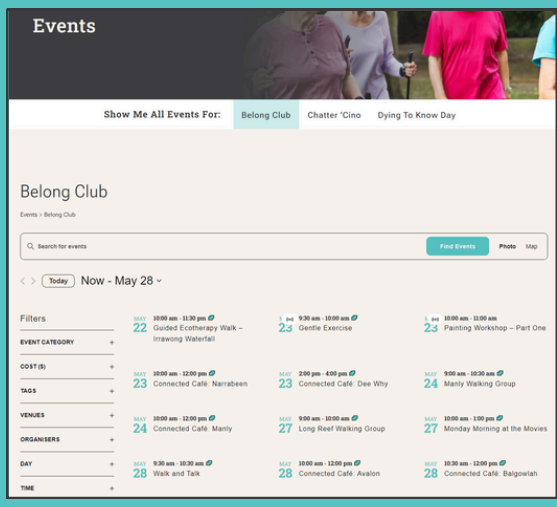 Events
Show Me All Events For: Belong Club Chatter 'Cino Dying To Know Day
Belong Club
Events > Belong Club
Search for events Find Events Photo Map
< > Today Now - May 28
Filters
EVENT CATEGORY +
COST ($) +
TAGS +
VENUES +
ORGANISERS +
DAY +
TIME +
MAY 22 10:00 am - 11:30 pm
Guided Ecotherapy Walk –
Irrawong Waterfall
23 9:30 am - 10:00 am
Gentle Exercise
23 10:00 am - 11:00 am
Painting Workshop – Part One
MAY 23 10:00 am - 12:00 pm
Connected Café: Narrabeen
MAY 23 2:00 pm - 4:00 pm
Connected Café: Dee Why
MAY 24 9:00 am - 10:30 am
Manly Walking Group
MAY 24 10:00 am - 12:00 pm
Connected Café: Manly
MAY 27 9:00 am - 10:00 am
Long Reef Walking Group
MAY 27 10:00 am - 1:00 pm
Monday Morning at the Movies
MAY 28 9:30 am - 10:30 am
Walk and Talk
MAY 28 10:00 am - 12:00 pm
Connected Café: Avalon
MAY 28 10:30 am - 12:00 pm
Connected Café: Balgowlah